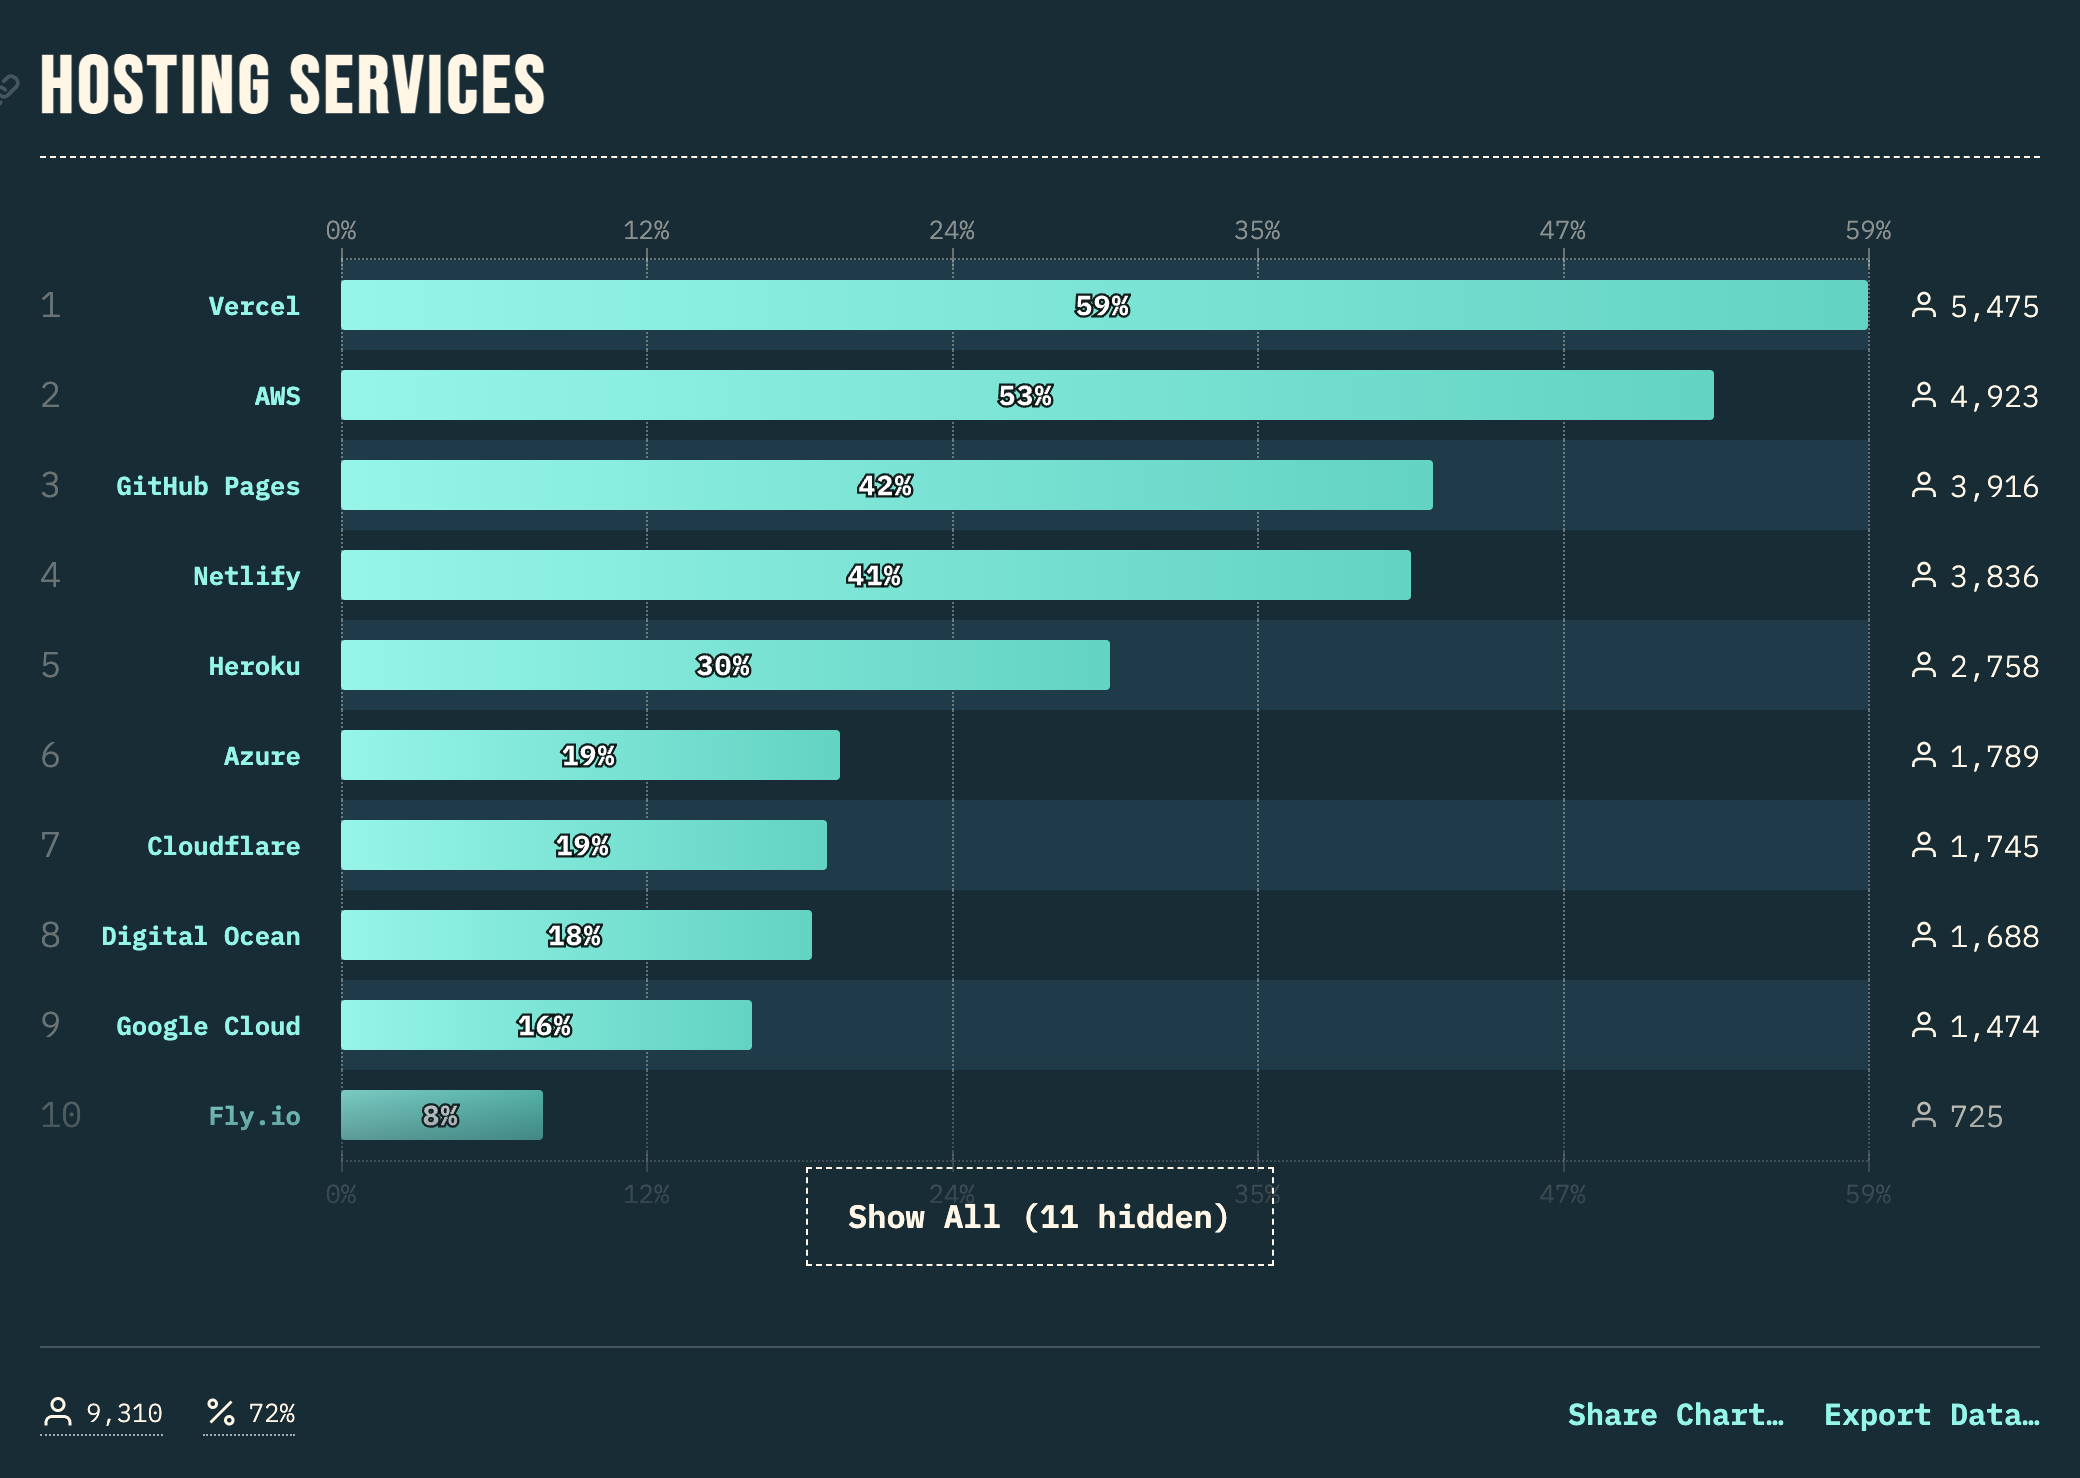 HOSTING SERVICES
0% 12% 24% 35% 47% 59%
1 Vercel 59% 5,475
2 AWS 53% 4,923
3 GitHub Pages 42% 3,916
4 Netlify 41% 3,836
5 Heroku 30% 2,758
6 Azure 19% 1,789
7 Cloudflare 19% 1,745
8 Digital Ocean 18% 1,688
9 Google Cloud 16% 1,474
10 Fly.io 8% 725
0% 12% 24% 35% 47% 59%
Show All (11 hidden)
9,310 % 72% Share Chart… Export Data…